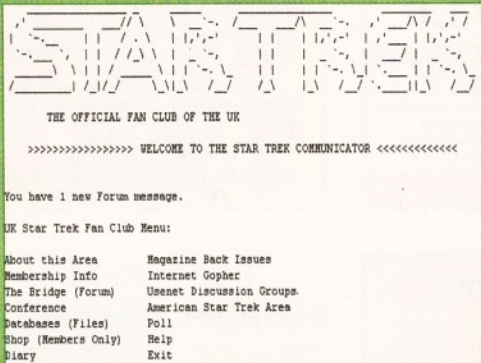 STAR TREK
THE OFFICIAL FAN CLUB OF THE UK
>>>>>>>>>>>>>>>>> WELCOME TO THE STAR TREK COMMUNICATOR <<<<<<<<<<<<<
You have 1 new Forum message.
UK Star Trek Fan Club Menu:
About this Area Magazine Back Issues
Membership Info Internet Gopher
The Bridge (Forum) Usenet Discussion Groups
Conference American Star Trek Area
Databases (Files) Poll
Shop (Members Only) Help
Diary Exit